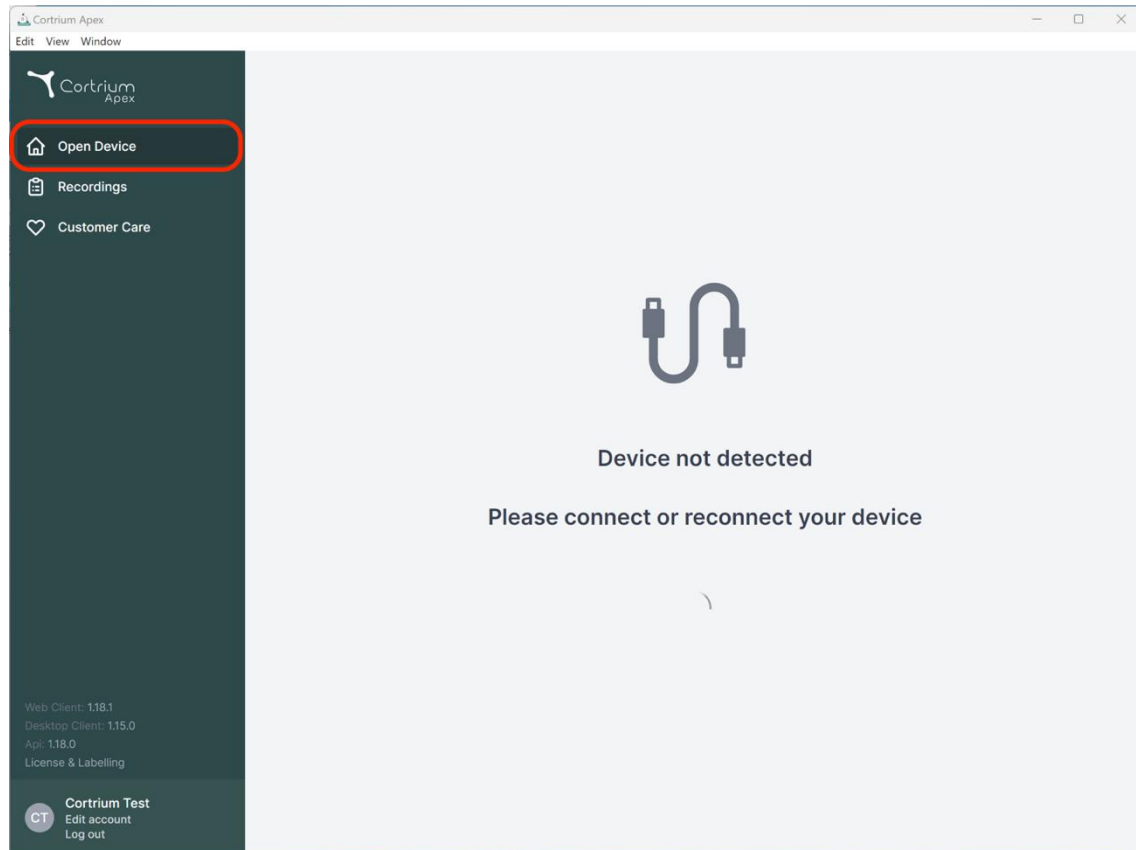 Cortrium Apex
Edit View Window
Cortrium
Apex
Open Device
Recordings
Customer Care
Device not detected
Please connect or reconnect your device
Web Client: 1.18.1
Desktop Client: 1.15.0
Api: 1.18.0
License & Labelling
CT
Cortrium Test
Edit account
Log out